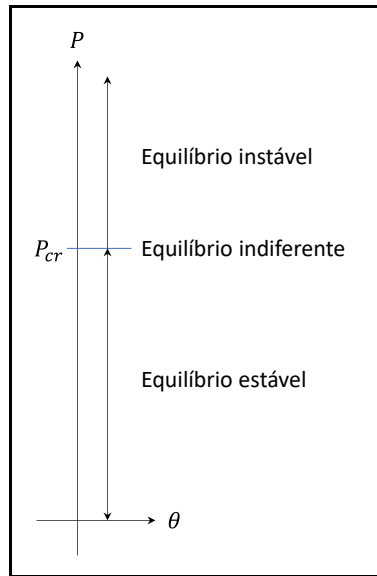 P
Equilíbrio instável
P_cr Equilíbrio indiferente
Equilíbrio estável
θ